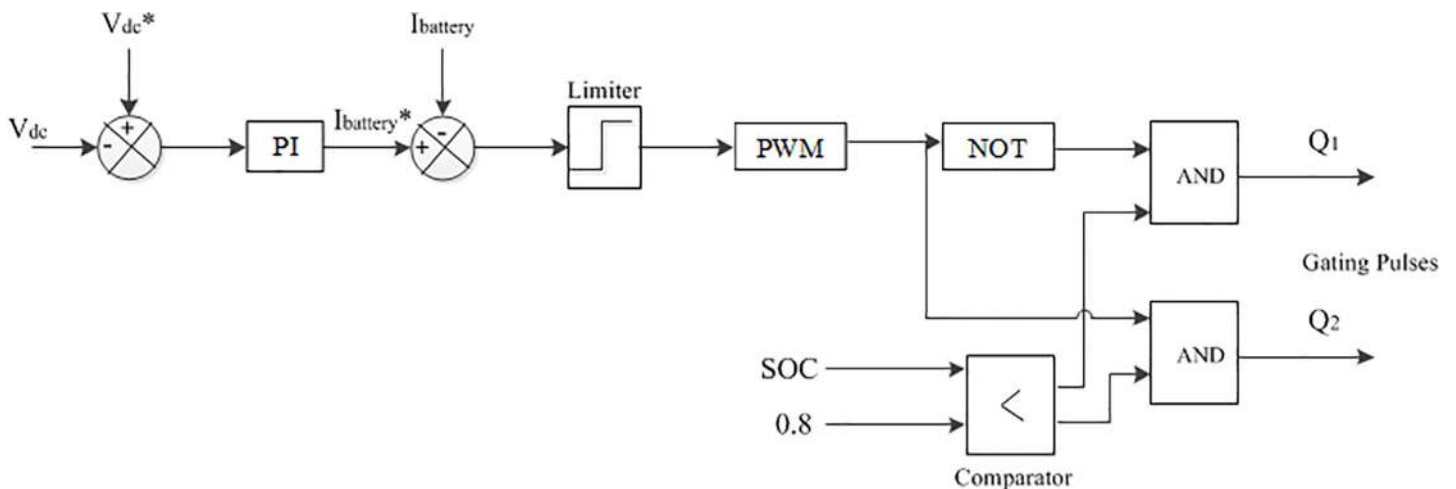 Vdc*
Ibattery
Vdc
+
-
PI
Ibattery*
-
+
Limiter
PWM
NOT
AND
Q1
Gating Pulses
AND
Q2
SOC
0.8
<
Comparator